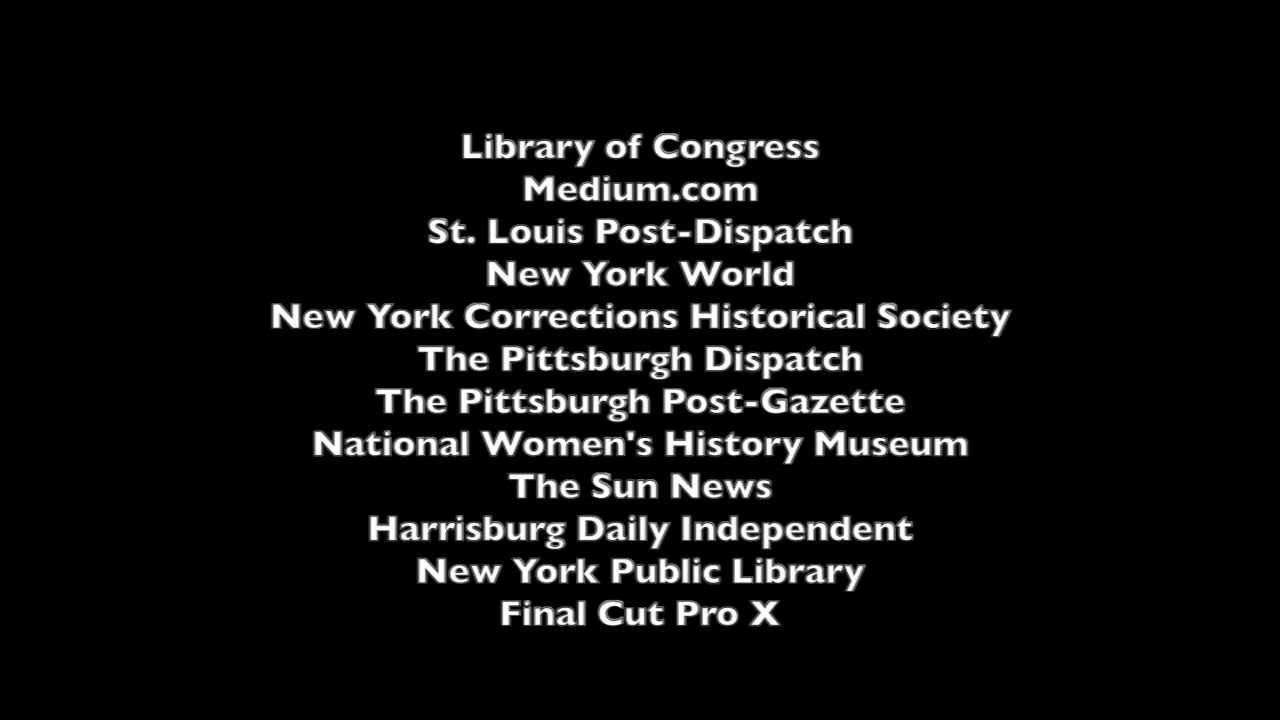 Library of Congress
Medium.com
St. Louis Post-Dispatch
New York World
New York Corrections Historical Society
The Pittsburgh Dispatch
The Pittsburgh Post-Gazette
National Women's History Museum
The Sun News
Harrisburg Daily Independent
New York Public Library
Final Cut Pro X